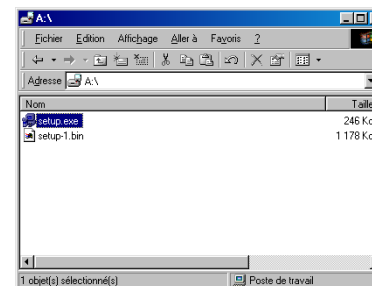 A:\
Fichier Edition Affichage Aller à Favoris ?
Adresse A:\
Nom Taille
setup.exe 246 Ko
setup-1.bin 1 178 Ko
1 objet(s) sélectionné(s) Poste de travail